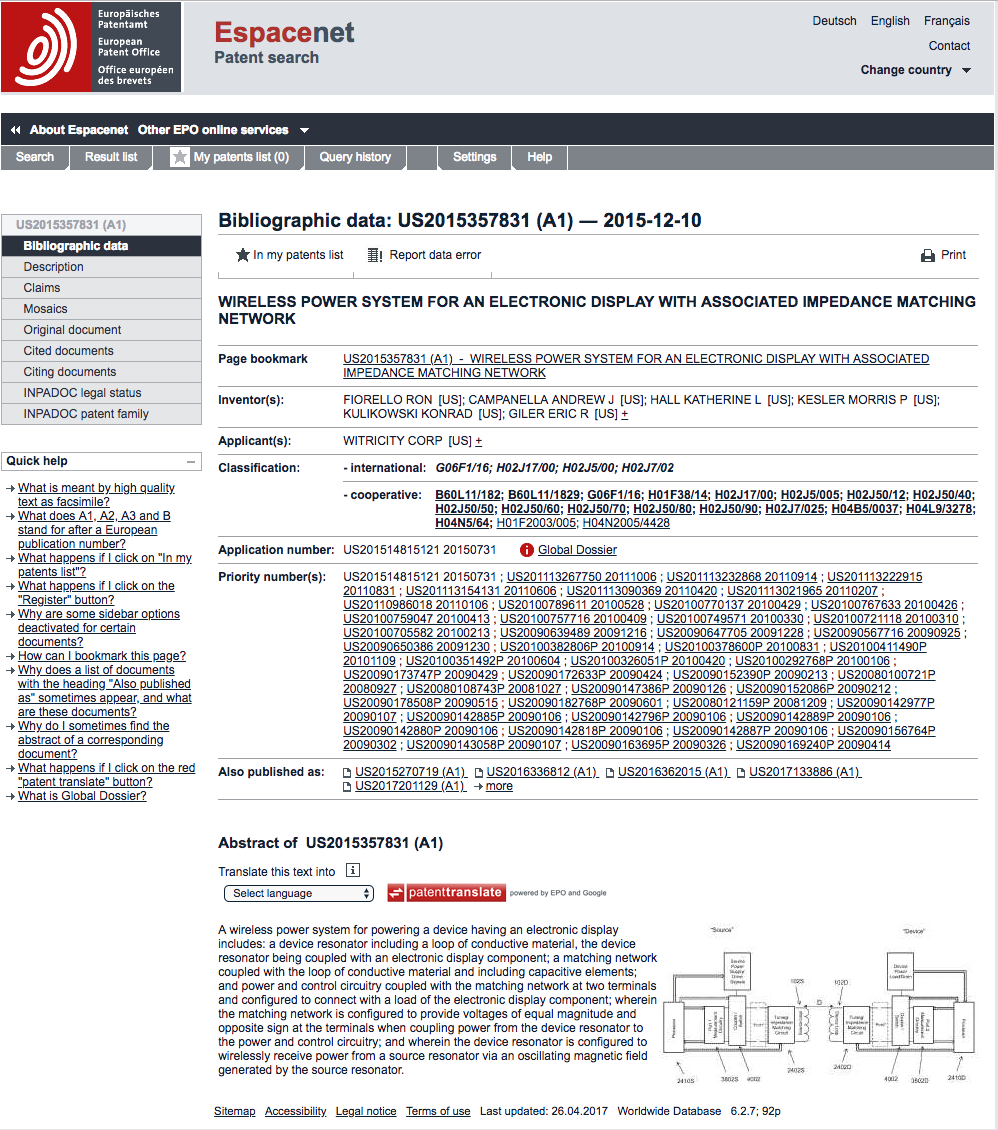 Europäisches
Patentamt
European
Patent Office
Office européen
des brevets
Espacenet
Patent search
Deutsch English Français
Contact
Change country
About Espacenet Other EPO online services
Search Result list My patents list (0) Query history Settings Help
US2015357831 (A1)
Bibliographic data
Description
Claims
Mosaics
Original document
Cited documents
Citing documents
INPADOC legal status
INPADOC patent family
Quick help
What is meant by high quality
text as facsimile?
What does A1, A2, A3 and B
stand for after a European
publication number?
What happens if I click on "In my
patents list"?
What happens if I click on the
"Register" button?
Why are some sidebar options
deactivated for certain
documents?
How can I bookmark this page?
Why does a list of documents
with the heading "Also published
as" sometimes appear, and what
are these documents?
Why do I sometimes find the
abstract of a corresponding
document?
What happens if I click on the red
"patent translate" button?
What is Global Dossier?
Bibliographic data: US2015357831 (A1) — 2015-12-10
In my patents list Report data error Print
WIRELESS POWER SYSTEM FOR AN ELECTRONIC DISPLAY WITH ASSOCIATED IMPEDANCE MATCHING
NETWORK
Page bookmark US2015357831 (A1) - WIRELESS POWER SYSTEM FOR AN ELECTRONIC DISPLAY WITH ASSOCIATED
IMPEDANCE MATCHING NETWORK
Inventor(s): FIORELLO RON [US]; CAMPANELLA ANDREW J [US]; HALL KATHERINE L [US]; KESLER MORRIS P [US];
KULIKOWSKI KONRAD [US]; GILER ERIC R [US] +
Applicant(s): WITRICITY CORP [US] +
Classification: - international: G06F1/16; H02J17/00; H02J5/00; H02J7/02
- cooperative: B60L11/182; B60L11/1829; G06F1/16; H01F38/14; H02J17/00; H02J5/005; H02J50/12; H02J50/40;
H02J50/50; H02J50/60; H02J50/70; H02J50/80; H02J50/90; H02J7/025; H04B5/0037; H04L9/3278;
H04N5/64; H01F2003/005; H04N2005/4428
Application number: US201514815121 20150731 Global Dossier
Priority number(s): US201514815121 20150731 ; US201113267750 20111006 ; US201113232868 20110914 ; US201113222915
20110831 ; US201113154131 20110606 ; US201113090369 20110420 ; US201113021965 20110207 ;
US20110986018 20110106 ; US20100789611 20100528 ; US20100770137 20100429 ; US20100767633 20100426 ;
US20100759047 20100413 ; US20100757716 20100409 ; US20100749571 20100330 ; US20100721118 20100310 ;
US20100705582 20100213 ; US20090639489 20091216 ; US20090647705 20091228 ; US20090567716 20090925 ;
US20090650386 20091230 ; US20100382806P 20100914 ; US20100378600P 20100831 ; US20100411490P
20101109 ; US20100351492P 20100604 ; US20100326051P 20100420 ; US20100292768P 20100106 ;
US20090173747P 20090429 ; US20090172633P 20090424 ; US20090152390P 20090213 ; US20080100721P
20080927 ; US20080108743P 20081027 ; US20090147386P 20090126 ; US20090152086P 20090212 ;
US20090178508P 20090515 ; US20090182768P 20090601 ; US20080121159P 20081209 ; US20090142977P
20090107 ; US20090142885P 20090106 ; US20090142796P 20090106 ; US20090142889P 20090106 ;
US20090142880P 20090106 ; US20090142818P 20090106 ; US20090142887P 20090106 ; US20090156764P
20090302 ; US20090143058P 20090107 ; US20090163695P 20090326 ; US20090169240P 20090414
Also published as: US2015270719 (A1) US2016336812 (A1) US2016362015 (A1) US2017133886 (A1)
US2017201129 (A1) more
Abstract of US2015357831 (A1)
Translate this text into i
Select language patenttranslate powered by EPO and Google
A wireless power system for powering a device having an electronic display
includes: a device resonator including a loop of conductive material, the device
resonator being coupled with an electronic display component; a matching network
coupled with the loop of conductive material and including capacitive elements;
and power and control circuitry coupled with the matching network at two terminals
and configured to connect with a load of the electronic display component; wherein
the matching network is configured to provide voltages of equal magnitude and
opposite sign at the terminals when coupling power from the device resonator to
the power and control circuitry; and wherein the device resonator is configured to
wirelessly receive power from a source resonator via an oscillating magnetic field
generated by the source resonator.
"Source" "Device"
Source
Power
Supply/
Device
Power
102S 102D
D
Tuning/
Impedance
Matching
Circuit
Tuning/
Impedance
Matching
Circuit
Processor
Processor
2402S 2402D
2410S 3802S 4002 4002 3802D 2410D
Sitemap Accessibility Legal notice Terms of use Last updated: 26.04.2017 Worldwide Database 6.2.7; 92p